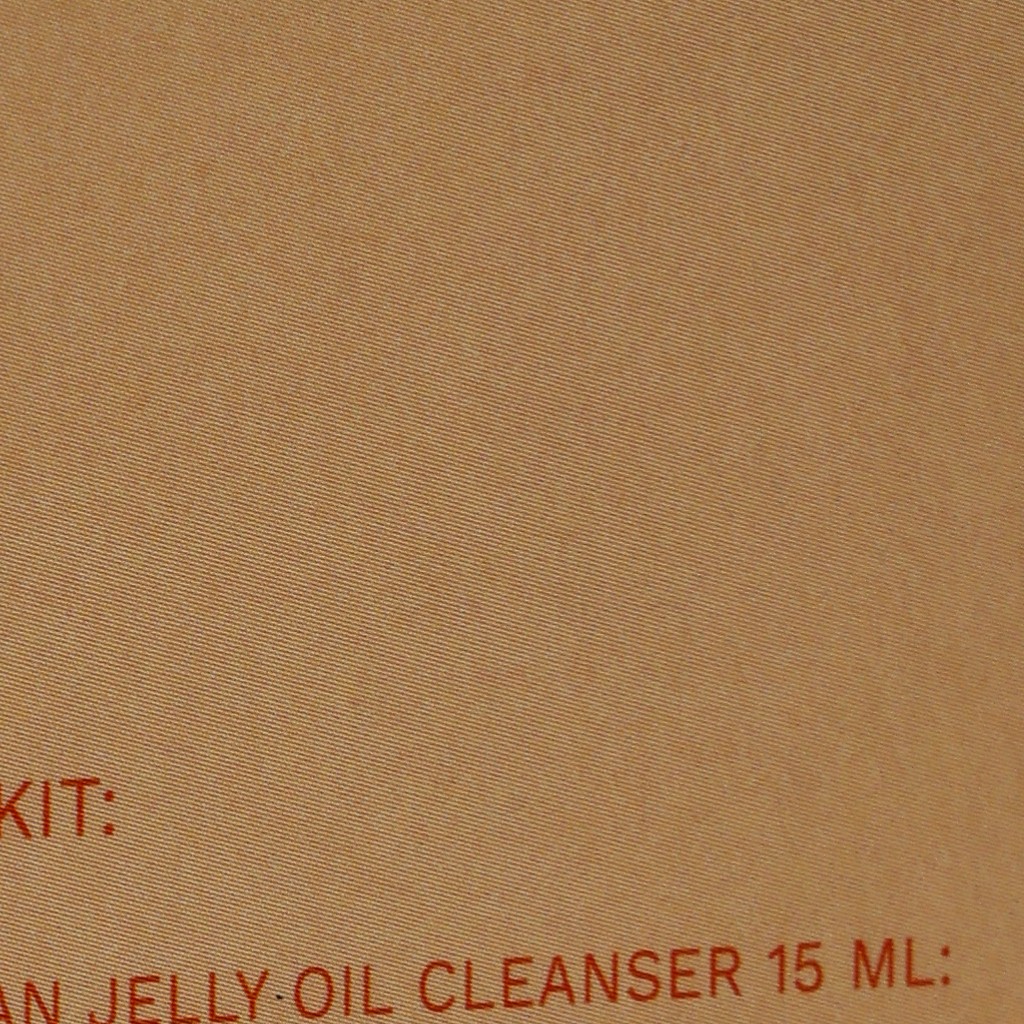 KIT:
AN JELLY OIL CLEANSER 15 ML: